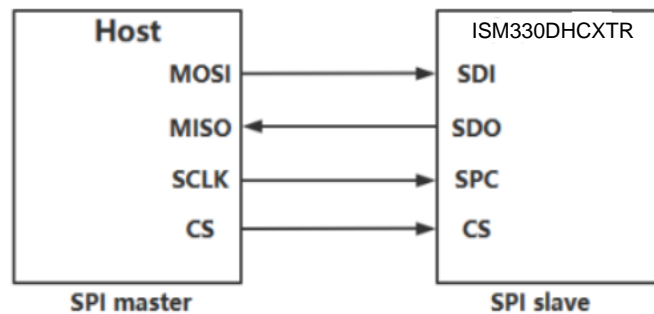 Host
ISM330DHCXTR
MOSI
SDI
MISO
SDO
SCLK
SPC
CS
CS
SPI master
SPI slave